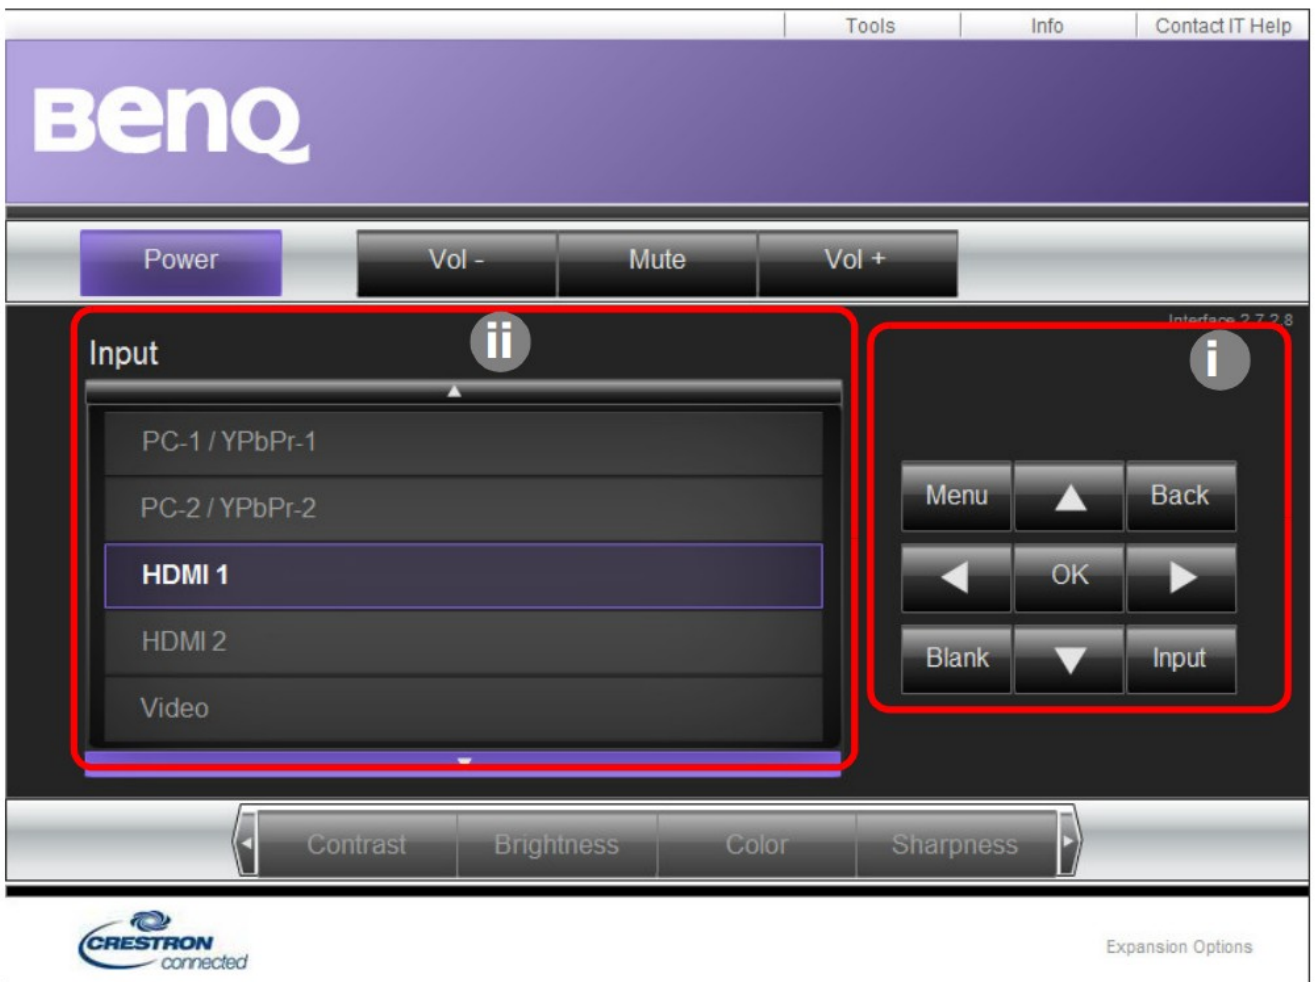 Tools Info Contact IT Help
BenQ
Power Vol - Mute Vol +
Interface 2.7.2.8
ii
i
Input
PC-1 / YPbPr-1
PC-2 / YPbPr-2
HDMI 1
HDMI 2
Video
Menu Back
OK
Blank Input
Contrast Brightness Color Sharpness
CRESTRON
connected
Expansion Options